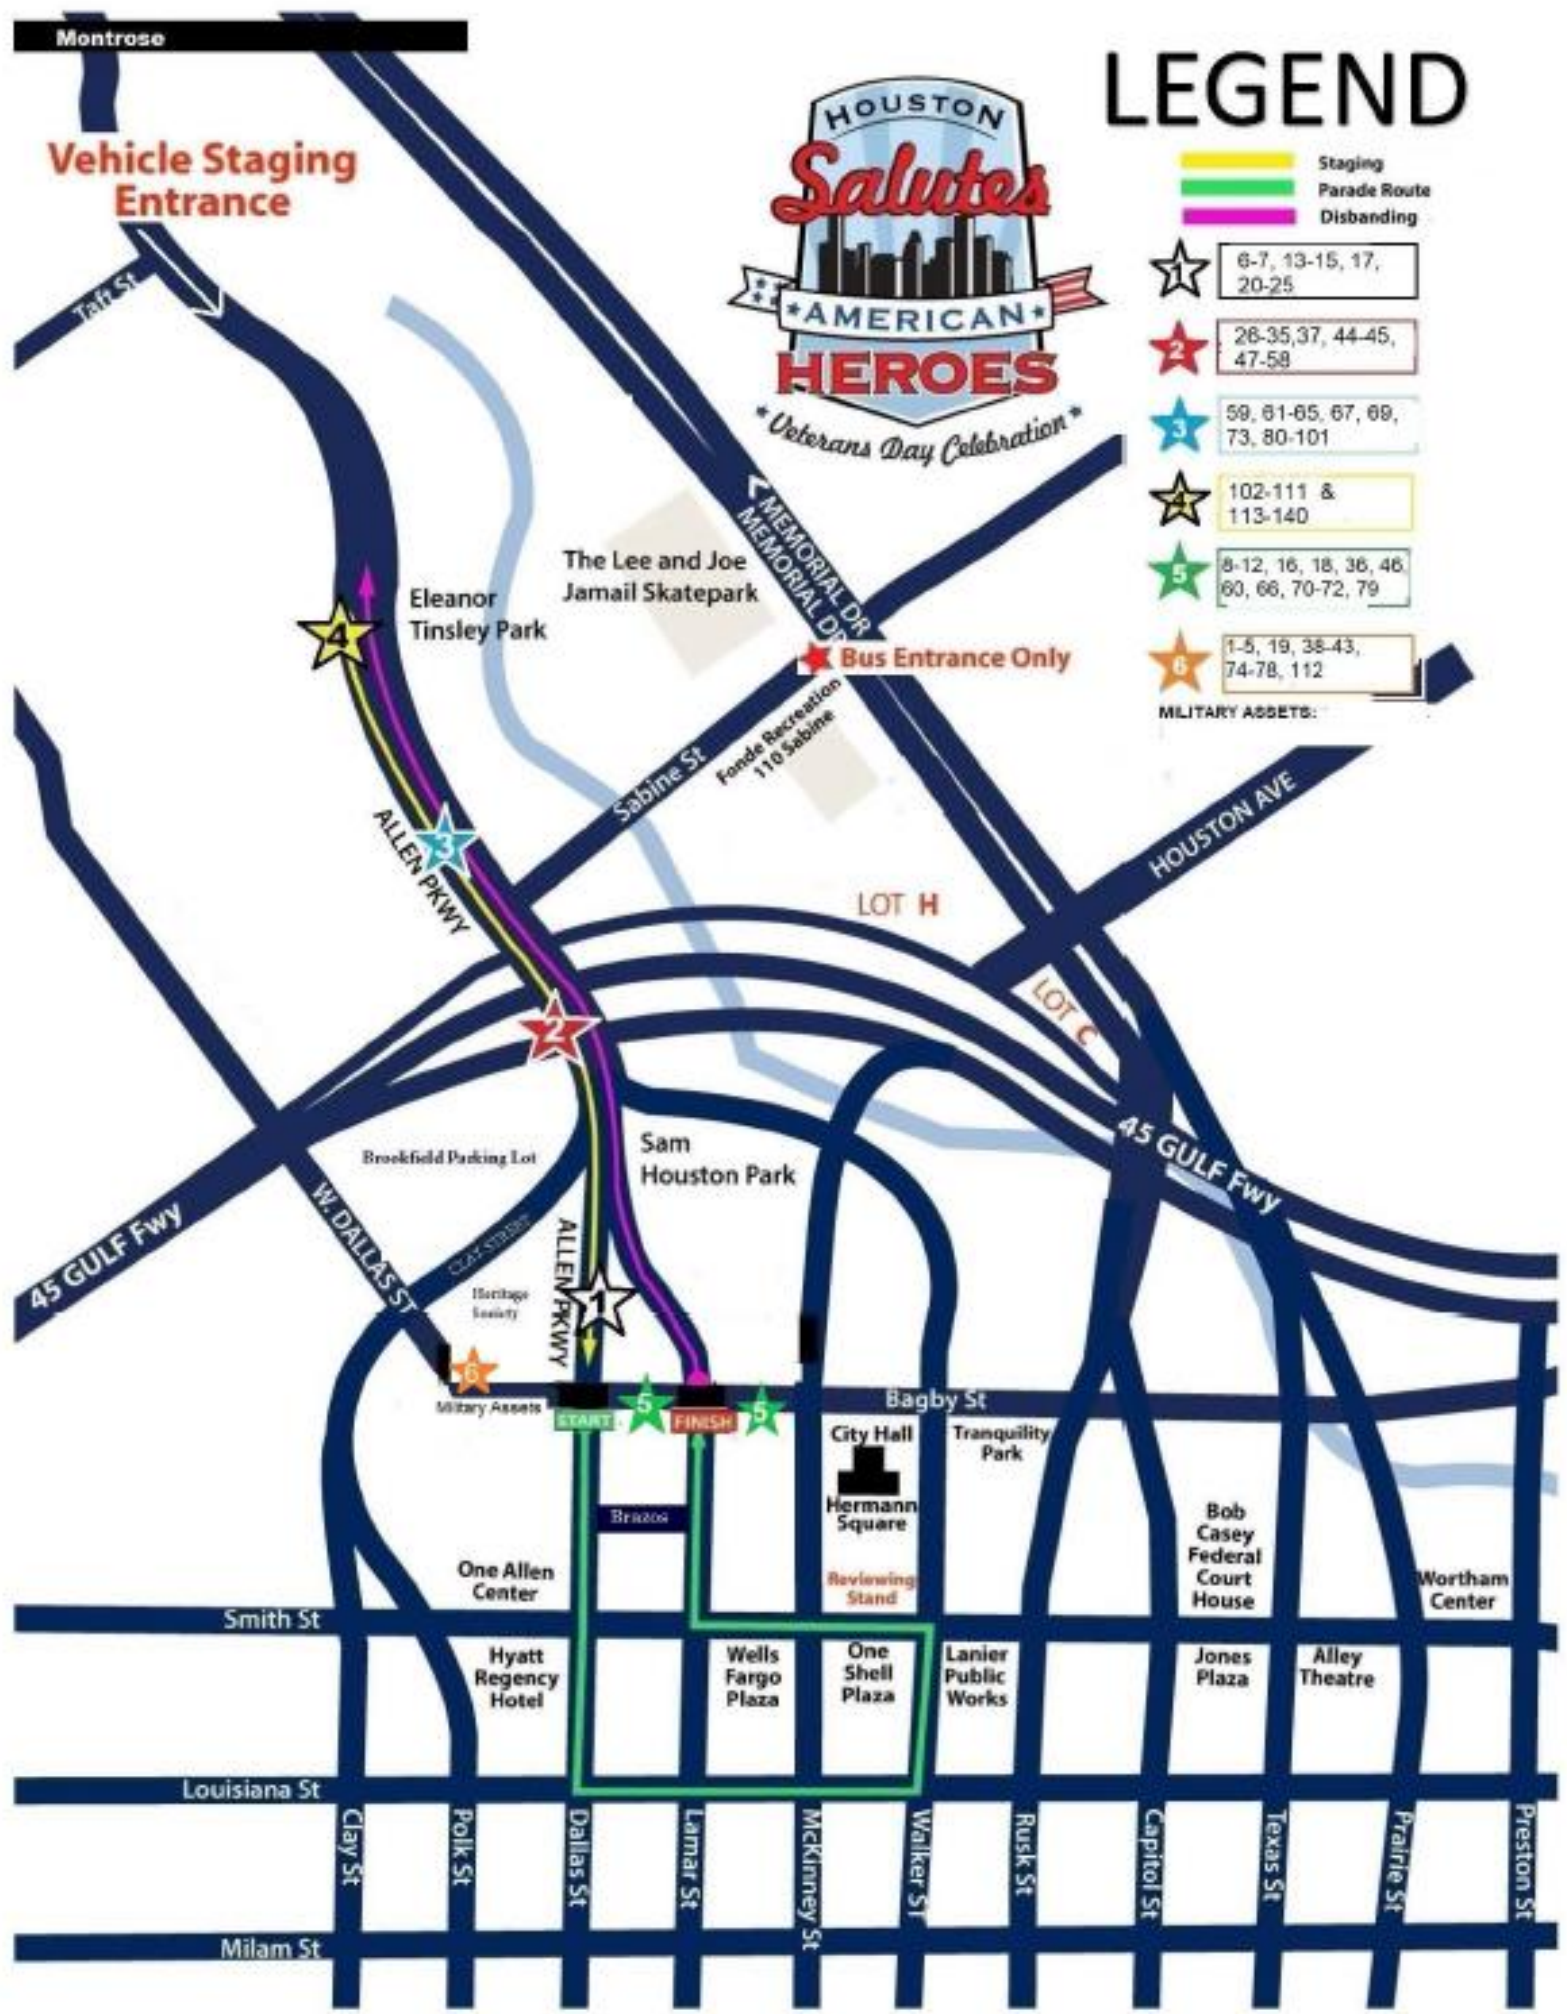 Montrose
Vehicle Staging
Entrance
Taft St
HOUSTON
Salutes
AMERICAN
HEROES
Veterans Day Celebration
LEGEND
Staging
Parade Route
Disbanding
1
6-7, 13-15, 17,
20-25
2
26-35,37, 44-45,
47-58
3
59, 61-65, 67, 69,
73, 80-101
4
102-111 &
113-140
5
8-12, 16, 18, 36, 46,
60, 66, 70-72, 79
6
1-5, 19, 38-43,
74-78, 112
MILITARY ASSETS:
MEMORIAL DR
MEMORIAL DR
The Lee and Joe
Jamail Skatepark
Eleanor
Tinsley Park
4
Bus Entrance Only
Fonde Recreation
110 Sabine
Sabine St
HOUSTON AVE
3
ALLEN PKWY
LOT H
LOT C
2
45 GULF Fwy
Sam
Houston Park
Brookfield Parking Lot
CLAY STREET
W. DALLAS ST
45 GULF Fwy
Heritage
Society
ALLEN PKWY
1
6
Military Assets
START
5
FINISH
5
Bagby St
City Hall
Tranquility
Park
Hermann
Square
Brazos
Reviewing
Stand
Bob
Casey
Federal
Court
House
Wortham
Center
One Allen
Center
Smith St
Hyatt
Regency
Hotel
Wells
Fargo
Plaza
One
Shell
Plaza
Lanier
Public
Works
Jones
Plaza
Alley
Theatre
Louisiana St
Clay St
Polk St
Dallas St
Lamar St
McKinney St
Walker ST
Rusk St
Capitol St
Texas St
Prairie St
Preston St
Milam St